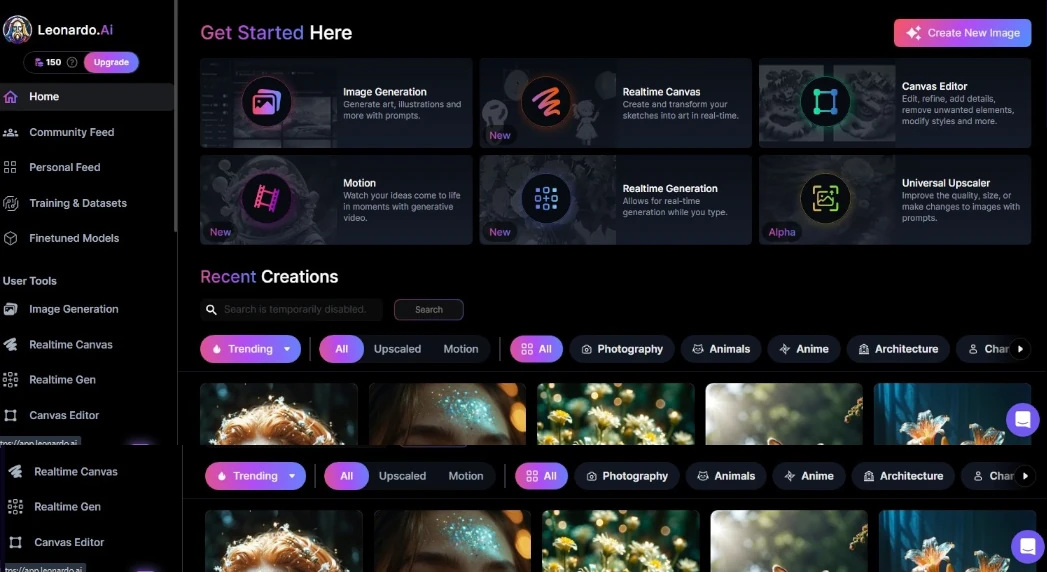 Leonardo.Ai
150 ? Upgrade
Home
Community Feed
Personal Feed
Training & Datasets
Finetuned Models
User Tools
Image Generation
Realtime Canvas
Realtime Gen
Canvas Editor
tps://app.leonardo.ai
Get Started Here
Create New Image
Image Generation
Generate art, illustrations and
more with prompts.
Realtime Canvas
Create and transform your
sketches into art in real-time.
New
Canvas Editor
Edit, refine, add details,
remove unwanted elements,
modify styles and more.
Motion
Watch your ideas come to life
in moments with generative
video.
New
Realtime Generation
Allows for real-time
generation while you type.
New
Universal Upscaler
Improve the quality, size, or
make changes to images with
prompts.
Alpha
Recent Creations
Search is temporarily disabled.
Search
Trending All Upscaled Motion All Photography Animals Anime Architecture Char
Realtime Canvas
Realtime Gen
Canvas Editor
tps://app.leonardo.ai
Trending All Upscaled Motion All Photography Animals Anime Architecture Char